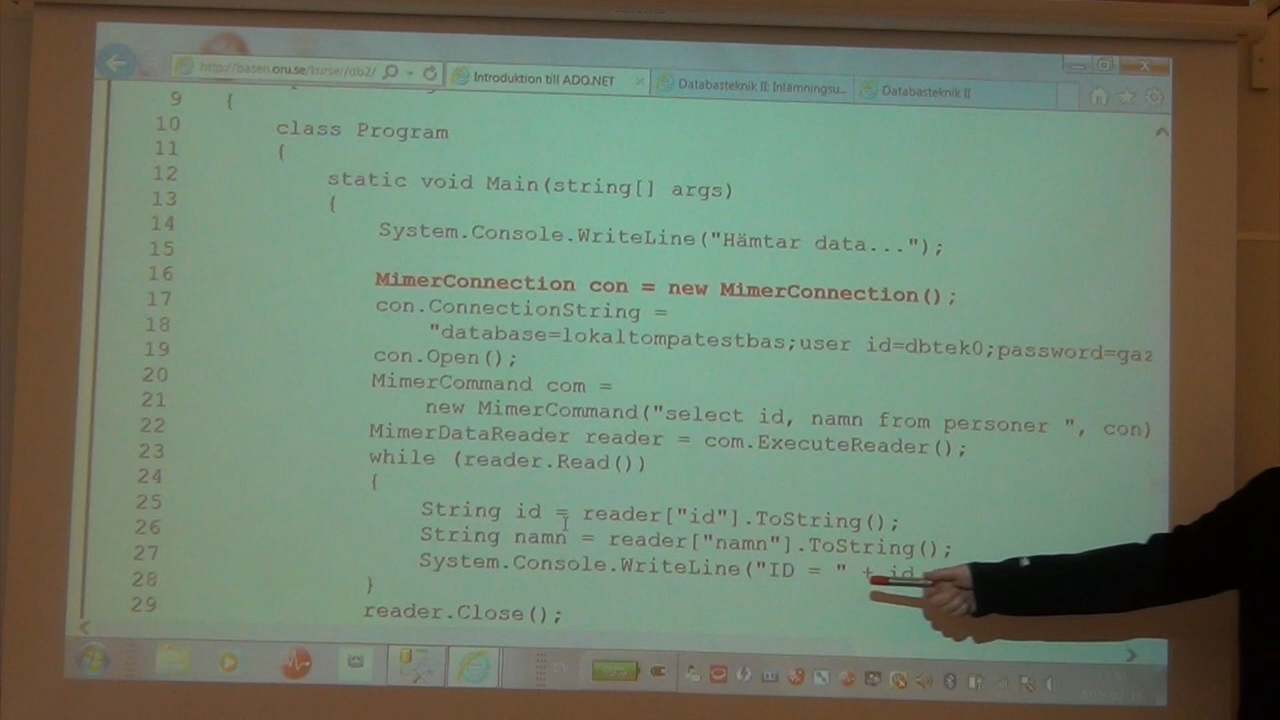 http://basen.oru.se/kurser/db2/ Introduktion till ADO.NET Databasteknik II: Inlämningsu... Databasteknik II
9 {
10 class Program
11 {
12 static void Main(string[] args)
13 {
14 System.Console.WriteLine("Hämtar data...");
15
16 MimerConnection con = new MimerConnection();
17 con.ConnectionString =
18 "database=lokaltompatestbas;user id=dbtek0;password=gaz
19 con.Open();
20 MimerCommand com =
21 new MimerCommand("select id, namn from personer ", con)
22 MimerDataReader reader = com.ExecuteReader();
23 while (reader.Read())
24 {
25 String id = reader["id"].ToString();
26 String namn = reader["namn"].ToString();
27 System.Console.WriteLine("ID = " + id
28 }
29 reader.Close();